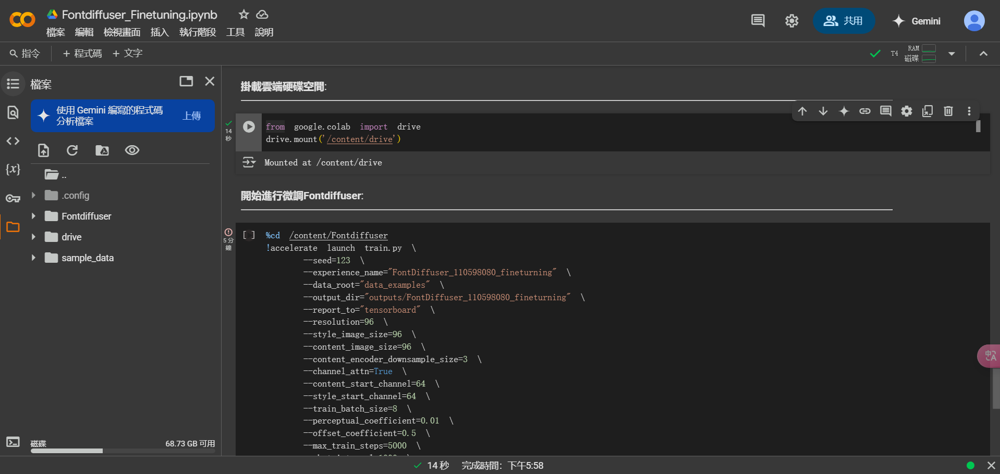 Fontdiffuser_Finetuning.ipynb
檔案 編輯 檢視畫面 插入 執行階段 工具 說明
共用
Gemini
指令
+ 程式碼 + 文字
T4
RAM
磁碟
檔案
使用 Gemini 編寫的程式碼
分析檔案
上傳
..
.config
Fontdiffuser
drive
sample_data
磁碟
68.73 GB 可用
掛載雲端硬碟空間:
14
秒
from google.colab import drive
drive.mount('/content/drive')
Mounted at /content/drive
開始進行微調Fontdiffuser:
5 分
鐘
[ ]
%cd /content/Fontdiffuser
!accelerate launch train.py \
--seed=123 \
--experience_name="FontDiffuser_110598080_fineturning" \
--data_root="data_examples" \
--output_dir="outputs/FontDiffuser_110598080_fineturning" \
--report_to="tensorboard" \
--resolution=96 \
--style_image_size=96 \
--content_image_size=96 \
--content_encoder_downsample_size=3 \
--channel_attn=True \
--content_start_channel=64 \
--style_start_channel=64 \
--train_batch_size=8 \
--perceptual_coefficient=0.01 \
--offset_coefficient=0.5 \
--max_train_steps=5000 \
中A
14 秒 完成時間: 下午5:58